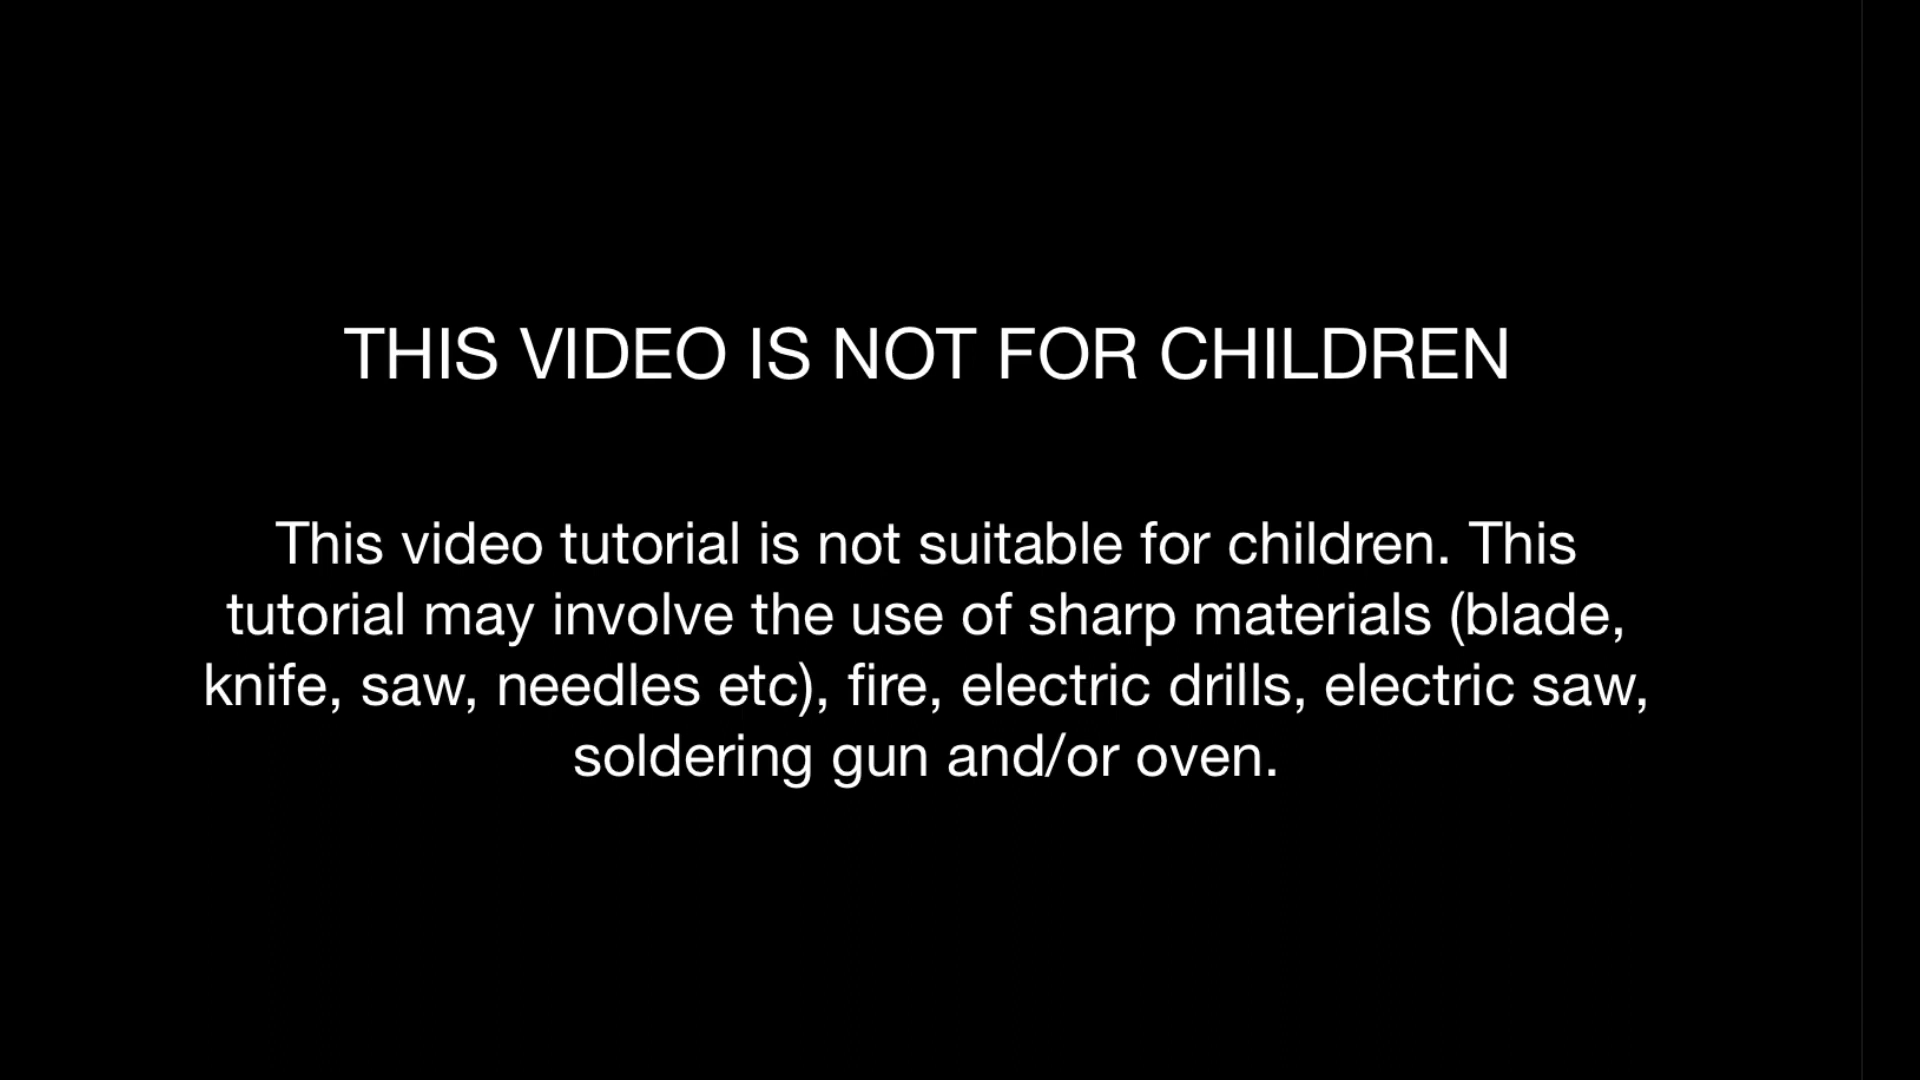 THIS VIDEO IS NOT FOR CHILDREN
This video tutorial is not suitable for children. This
tutorial may involve the use of sharp materials (blade,
knife, saw, needles etc), fire, electric drills, electric saw,
soldering gun and/or oven.